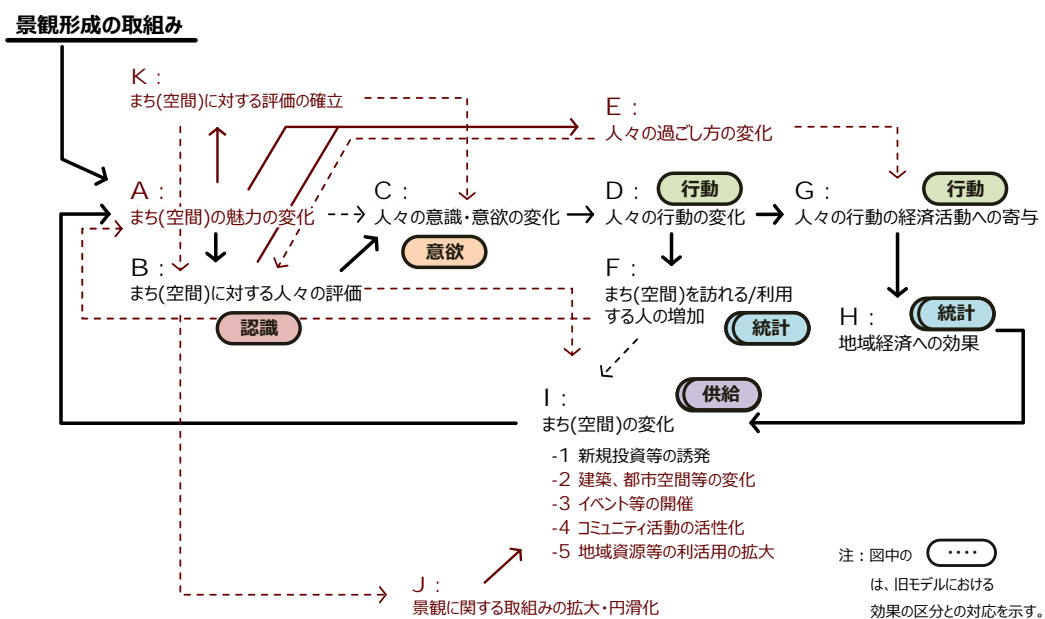 景観形成の取組み
K：
まち(空間)に対する評価の確立
E：
人々の過ごし方の変化
A：
まち(空間)の魅力の変化
C：
人々の意識・意欲の変化
意欲
D：
行動
人々の行動の変化
G：
行動
人々の行動の経済活動への寄与
B：
まち(空間)に対する人々の評価
認識
F：
まち(空間)を訪れる/利用
する人の増加
統計
H：
統計
地域経済への効果
I：
供給
まち(空間)の変化
-1 新規投資等の誘発
-2 建築、都市空間等の変化
-3 イベント等の開催
-4 コミュニティ活動の活性化
-5 地域資源等の利活用の拡大
J：
景観に関する取組みの拡大・円滑化
注：図中の ‥‥
は、旧モデルにおける
効果の区分との対応を示す。